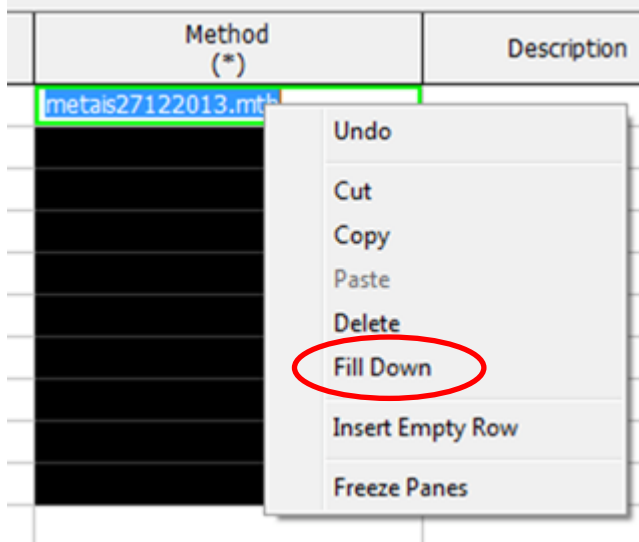 Method
(*)
Description
metais27122013.mth
Undo
Cut
Copy
Paste
Delete
Fill Down
Insert Empty Row
Freeze Panes